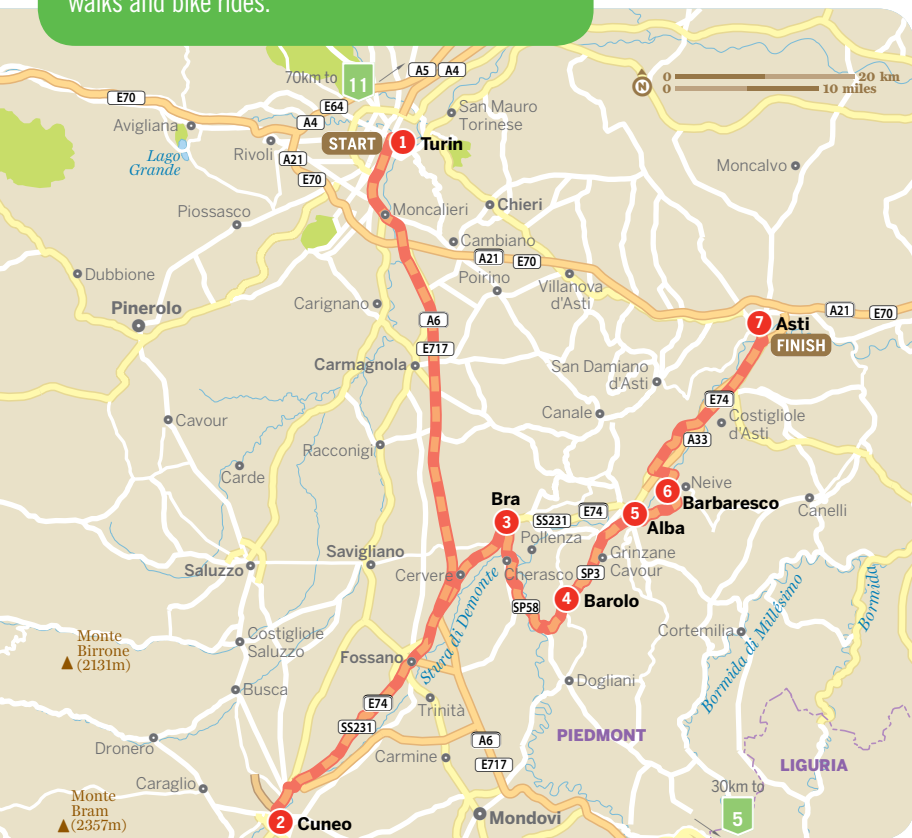 walks and bike rides.
70km to
11
A5
A4
0
20 km
0
10 miles
N
E70
E64
A4
San Mauro
Torinese
Avigliana
Lago
Grande
Rivoli
START
1
Turin
A21
E70
Moncalvo
Piossasco
Moncalieri
Chieri
Cambiano
A21
E70
Poirino
Villanova
d'Asti
Dubbione
Pinerolo
Carignano
A6
E717
7
Asti
FINISH
A21
E70
Carmagnola
San Damiano
d'Asti
E74
Canale
Costigliole
d'Asti
A33
Cavour
Racconigi
Carde
Neive
6
Barbaresco
Canelli
Bra
3
SS231
E74
5
Alba
Pollenza
Savigliano
Saluzzo
Cervere
Cherasco
Grinzane
Cavour
SP3
SP58
4
Barolo
Stura di Demonte
Cortemilia
Bormida di Millésimo
Bormida
Monte
Birrone
(2131m)
Costigliole
Saluzzo
Fossano
Busca
Dogliani
E74
SS231
Trinità
PIEDMONT
A6
E717
Dronero
Carmine
LIGURIA
Caraglio
30km to
5
Monte
Bram
(2357m)
2
Cuneo
Mondovi